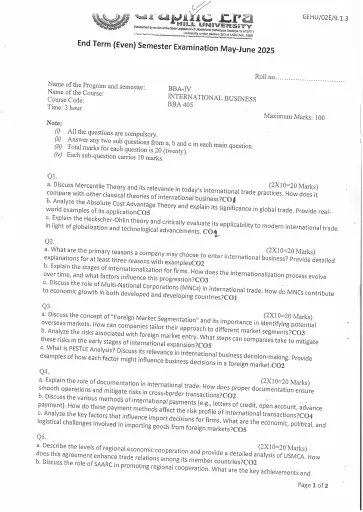 GEHU/02E/9.1.3
Graphic Era
HILL UNIVERSITY
End Term (Even) Semester Examination May-June 2025
Roll no.
Name of the Program and semester: BBA-IV
Name of the Course: INTERNATIONAL BUSINESS
Course Code: BBA 405
Time: 3 hour Maximum Marks: 100
Note:
(i) All the questions are compulsory.
(ii) Answer any two sub questions from a, b and c in each main question.
(iii) Total marks for each question is 20 (twenty).
(iv) Each sub-question carries 10 marks.
Q1. (2X10=20 Marks)
a. Discuss Mercantile Theory and its relevance in today's international trade practices. How does it
compare with other classical theories of international business?
b. Analyze the Absolute Cost Advantage Theory and explain its significance in global trade. Provide real-
world examples of its applicationCO5
c. Explain the Heckscher-Ohlin theory and critically evaluate its applicability to modern international trade
in light of globalization and technological advancements.
Q2. (2X10=20 Marks)
a. What are the primary reasons a company may choose to enter international business? Provide detailed
explanations for at least three reasons with examplesCO2
b. Explain the stages of internationalization for firms. How does the internationalization process evolve
over time, and what factors influence this progression?CO3
c. Discuss the role of Multi-National Corporations (MNCs) in international trade. How do MNCs contribute
to economic growth in both developed and developing countries?CO1
Q3. (2X10=20 Marks)
a. Discuss the concept of "Foreign Market Segmentation" and its importance in identifying potential
overseas markets. How can companies tailor their approach to different market segments?CO3
b. Analyze the risks associated with foreign market entry. What steps can companies take to mitigate
these risks in the early stages of international expansion?CO5
c. What is PESTLE Analysis? Discuss its relevance in international business decision-making. Provide
examples of how each factor might influence business decisions in a foreign market.CO2
Q4. (2X10=20 Marks)
a. Explain the role of documentation in international trade. How does proper documentation ensure
smooth operations and mitigate risks in cross-border transactions?CO2
b. Discuss the various methods of international payments (e.g., letters of credit, open account, advance
payment). How do these payment methods affect the risk profile of international transactions?CO4
c. Analyze the key factors that influence import decisions for firms. What are the economic, political, and
logistical challenges involved in importing goods from foreign markets?CO5
Q5. (2X10=20 Marks)
a. Describe the levels of regional economic cooperation and provide a detailed analysis of USMCA. How
does this agreement enhance trade relations among its member countries?CO2
b. Discuss the role of SAARC in promoting regional cooperation. What are the key achievements and
Page 1 of 2